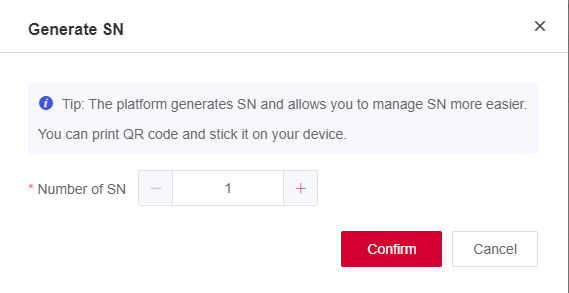 Generate SN
Tip: The platform generates SN and allows you to manage SN more easier.
You can print QR code and stick it on your device.
* Number of SN − 1 +
Confirm Cancel